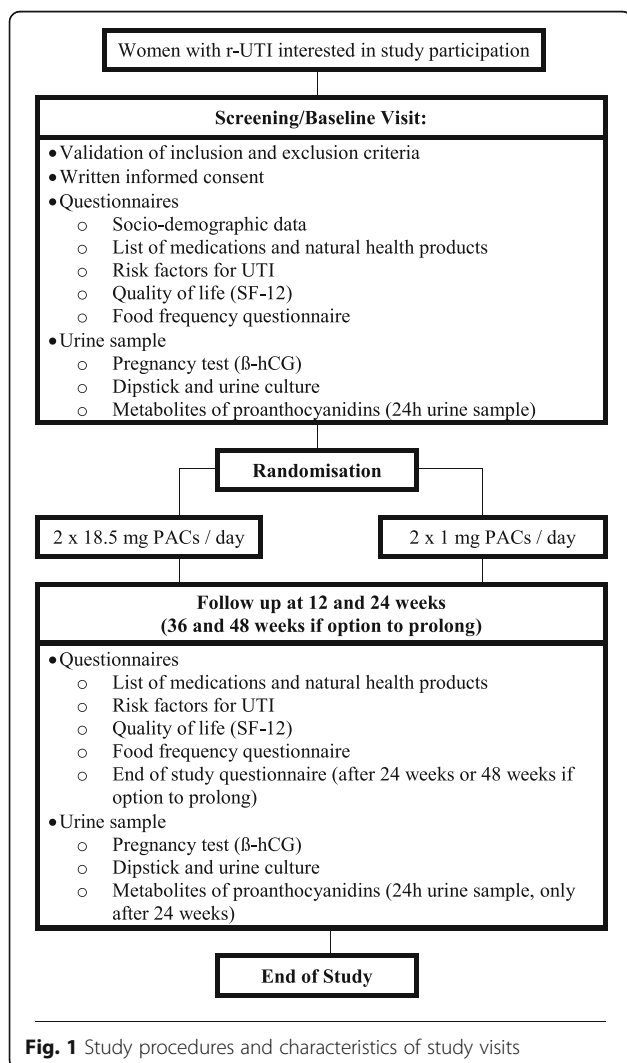 Women with r-UTI interested in study participation
Screening/Baseline Visit:
•Validation of inclusion and exclusion criteria
•Written informed consent
•Questionnaires
o Socio-demographic data
o List of medications and natural health products
o Risk factors for UTI
o Quality of life (SF-12)
o Food frequency questionnaire
•Urine sample
o Pregnancy test (ß-hCG)
o Dipstick and urine culture
o Metabolites of proanthocyanidins (24h urine sample)
Randomisation
2 x 18.5 mg PACs / day
2 x 1 mg PACs / day
Follow up at 12 and 24 weeks
(36 and 48 weeks if option to prolong)
•Questionnaires
o List of medications and natural health products
o Risk factors for UTI
o Quality of life (SF-12)
o Food frequency questionnaire
o End of study questionnaire (after 24 weeks or 48 weeks if
option to prolong)
•Urine sample
o Pregnancy test (ß-hCG)
o Dipstick and urine culture
o Metabolites of proanthocyanidins (24h urine sample, only
after 24 weeks)
End of Study
Fig. 1 Study procedures and characteristics of study visits